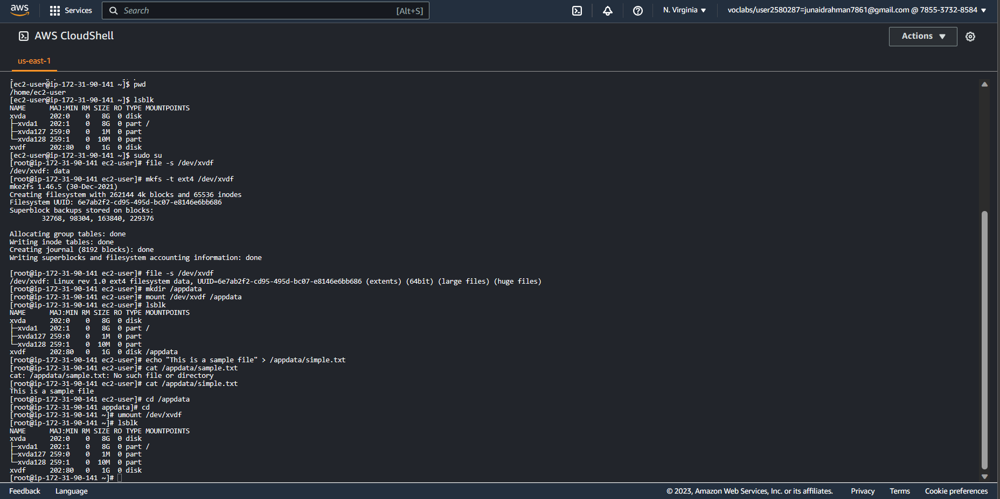 aws
Services
Search
[Alt+S]
N. Virginia ▼
voclabs/user2580287=junaidrahman7861@gmail.com @ 7855-3732-8584 ▼
AWS CloudShell
Actions ▼
us-east-1
[ec2-user@ip-172-31-90-141 ~]$ pwd
/home/ec2-user
[ec2-user@ip-172-31-90-141 ~]$ lsblk
NAME      MAJ:MIN RM SIZE RO TYPE MOUNTPOINTS
xvda      202:0    0   8G  0 disk
├─xvda1   202:1    0   8G  0 part /
├─xvda127 259:0    0   1M  0 part
└─xvda128 259:1    0  10M  0 part
xvdf      202:80   0   1G  0 disk
[ec2-user@ip-172-31-90-141 ~]$ sudo su
[root@ip-172-31-90-141 ec2-user]# file -s /dev/xvdf
/dev/xvdf: data
[root@ip-172-31-90-141 ec2-user]# mkfs -t ext4 /dev/xvdf
mke2fs 1.46.5 (30-Dec-2021)
Creating filesystem with 262144 4k blocks and 65536 inodes
Filesystem UUID: 6e7ab2f2-cd95-495d-bc07-e8146e6bb686
Superblock backups stored on blocks:
        32768, 98304, 163840, 229376
Allocating group tables: done
Writing inode tables: done
Creating journal (8192 blocks): done
Writing superblocks and filesystem accounting information: done
[root@ip-172-31-90-141 ec2-user]# file -s /dev/xvdf
/dev/xvdf: Linux rev 1.0 ext4 filesystem data, UUID=6e7ab2f2-cd95-495d-bc07-e8146e6bb686 (extents) (64bit) (large files) (huge files)
[root@ip-172-31-90-141 ec2-user]# mkdir /appdata
[root@ip-172-31-90-141 ec2-user]# mount /dev/xvdf /appdata
[root@ip-172-31-90-141 ec2-user]# lsblk
NAME      MAJ:MIN RM SIZE RO TYPE MOUNTPOINTS
xvda      202:0    0   8G  0 disk
├─xvda1   202:1    0   8G  0 part /
├─xvda127 259:0    0   1M  0 part
└─xvda128 259:1    0  10M  0 part
xvdf      202:80   0   1G  0 disk /appdata
[root@ip-172-31-90-141 ec2-user]# echo "This is a sample file" > /appdata/simple.txt
[root@ip-172-31-90-141 ec2-user]# cat /appdata/sample.txt
cat: /appdata/sample.txt: No such file or directory
[root@ip-172-31-90-141 ec2-user]# cat /appdata/simple.txt
This is a sample file
[root@ip-172-31-90-141 ec2-user]# cd /appdata
[root@ip-172-31-90-141 appdata]# cd
[root@ip-172-31-90-141 ~]# umount /dev/xvdf
[root@ip-172-31-90-141 ~]# lsblk
NAME      MAJ:MIN RM SIZE RO TYPE MOUNTPOINTS
xvda      202:0    0   8G  0 disk
├─xvda1   202:1    0   8G  0 part /
├─xvda127 259:0    0   1M  0 part
└─xvda128 259:1    0  10M  0 part
xvdf      202:80   0   1G  0 disk
[root@ip-172-31-90-141 ~]#
Feedback
Language
© 2023, Amazon Web Services, Inc. or its affiliates.
Privacy
Terms
Cookie preferences